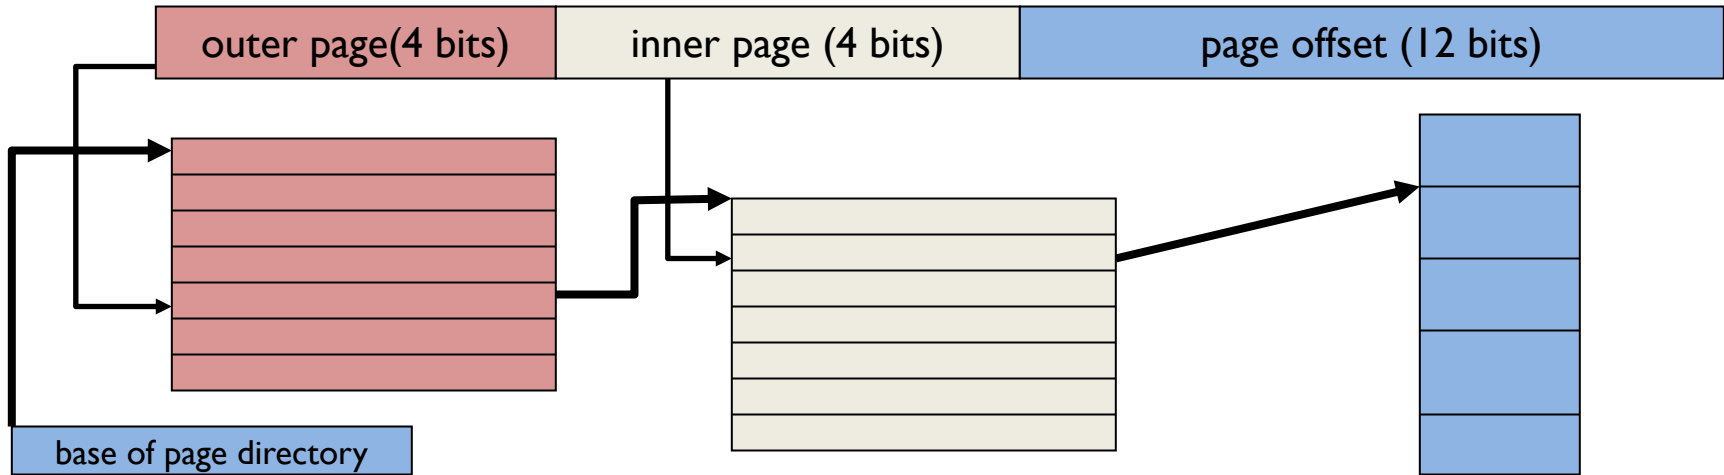 outer page(4 bits)
inner page (4 bits)
page offset (12 bits)
base of page directory